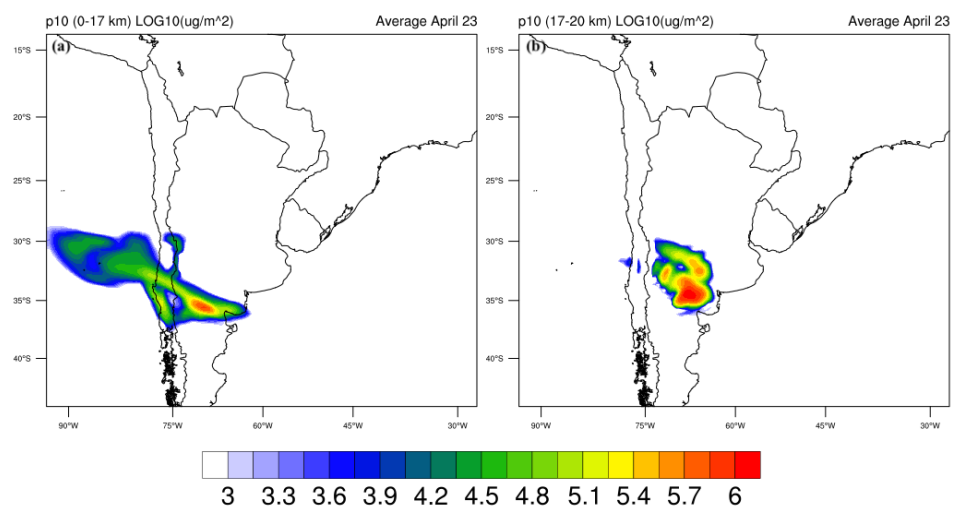 p10 (0-17 km) LOG10(ug/m^2) Average April 23
(a)
15°S
20°S
25°S
30°S
35°S
40°S
90°W 75°W 60°W 45°W 30°W
p10 (17-20 km) LOG10(ug/m^2) Average April 23
(b)
15°S
20°S
25°S
30°S
35°S
40°S
90°W 75°W 60°W 45°W 30°W
3 3.3 3.6 3.9 4.2 4.5 4.8 5.1 5.4 5.7 6